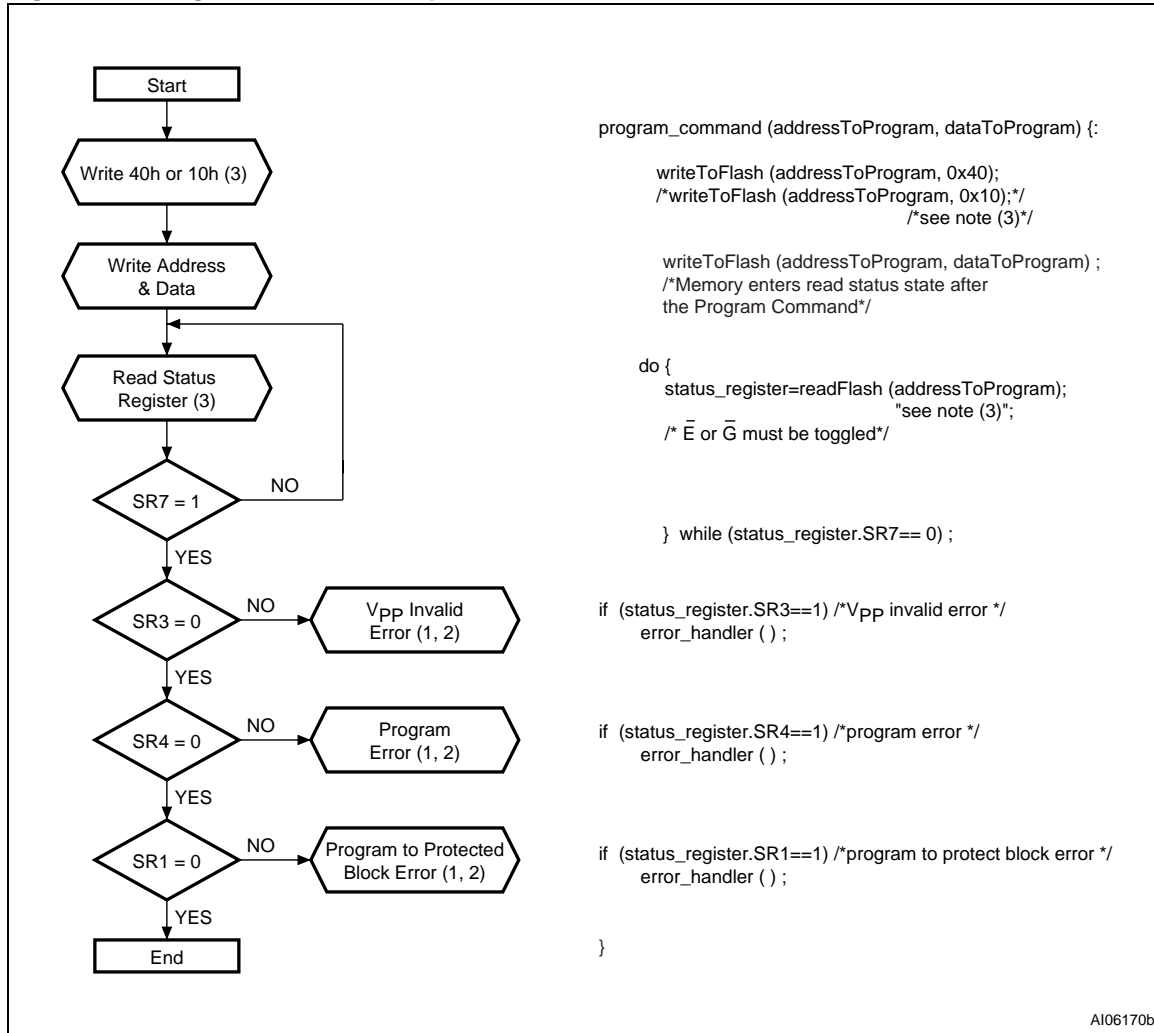 Start
Write 40h or 10h (3)
Write Address
& Data
Read Status
Register (3)
SR7 = 1
NO
YES
SR3 = 0
NO
VPP Invalid
Error (1, 2)
YES
SR4 = 0
NO
Program
Error (1, 2)
YES
SR1 = 0
NO
Program to Protected
Block Error (1, 2)
YES
End
program_command (addressToProgram, dataToProgram) {:
writeToFlash (addressToProgram, 0x40);
/*writeToFlash (addressToProgram, 0x10);*/
/*see note (3)*/
writeToFlash (addressToProgram, dataToProgram) ;
/*Memory enters read status state after
the Program Command*/
do {
status_register=readFlash (addressToProgram);
"see note (3)";
/* E̅ or G̅ must be toggled*/
} while (status_register.SR7== 0) ;
if (status_register.SR3==1) /*VPP invalid error */
error_handler ( ) ;
if (status_register.SR4==1) /*program error */
error_handler ( ) ;
if (status_register.SR1==1) /*program to protect block error */
error_handler ( ) ;
}
AI06170b